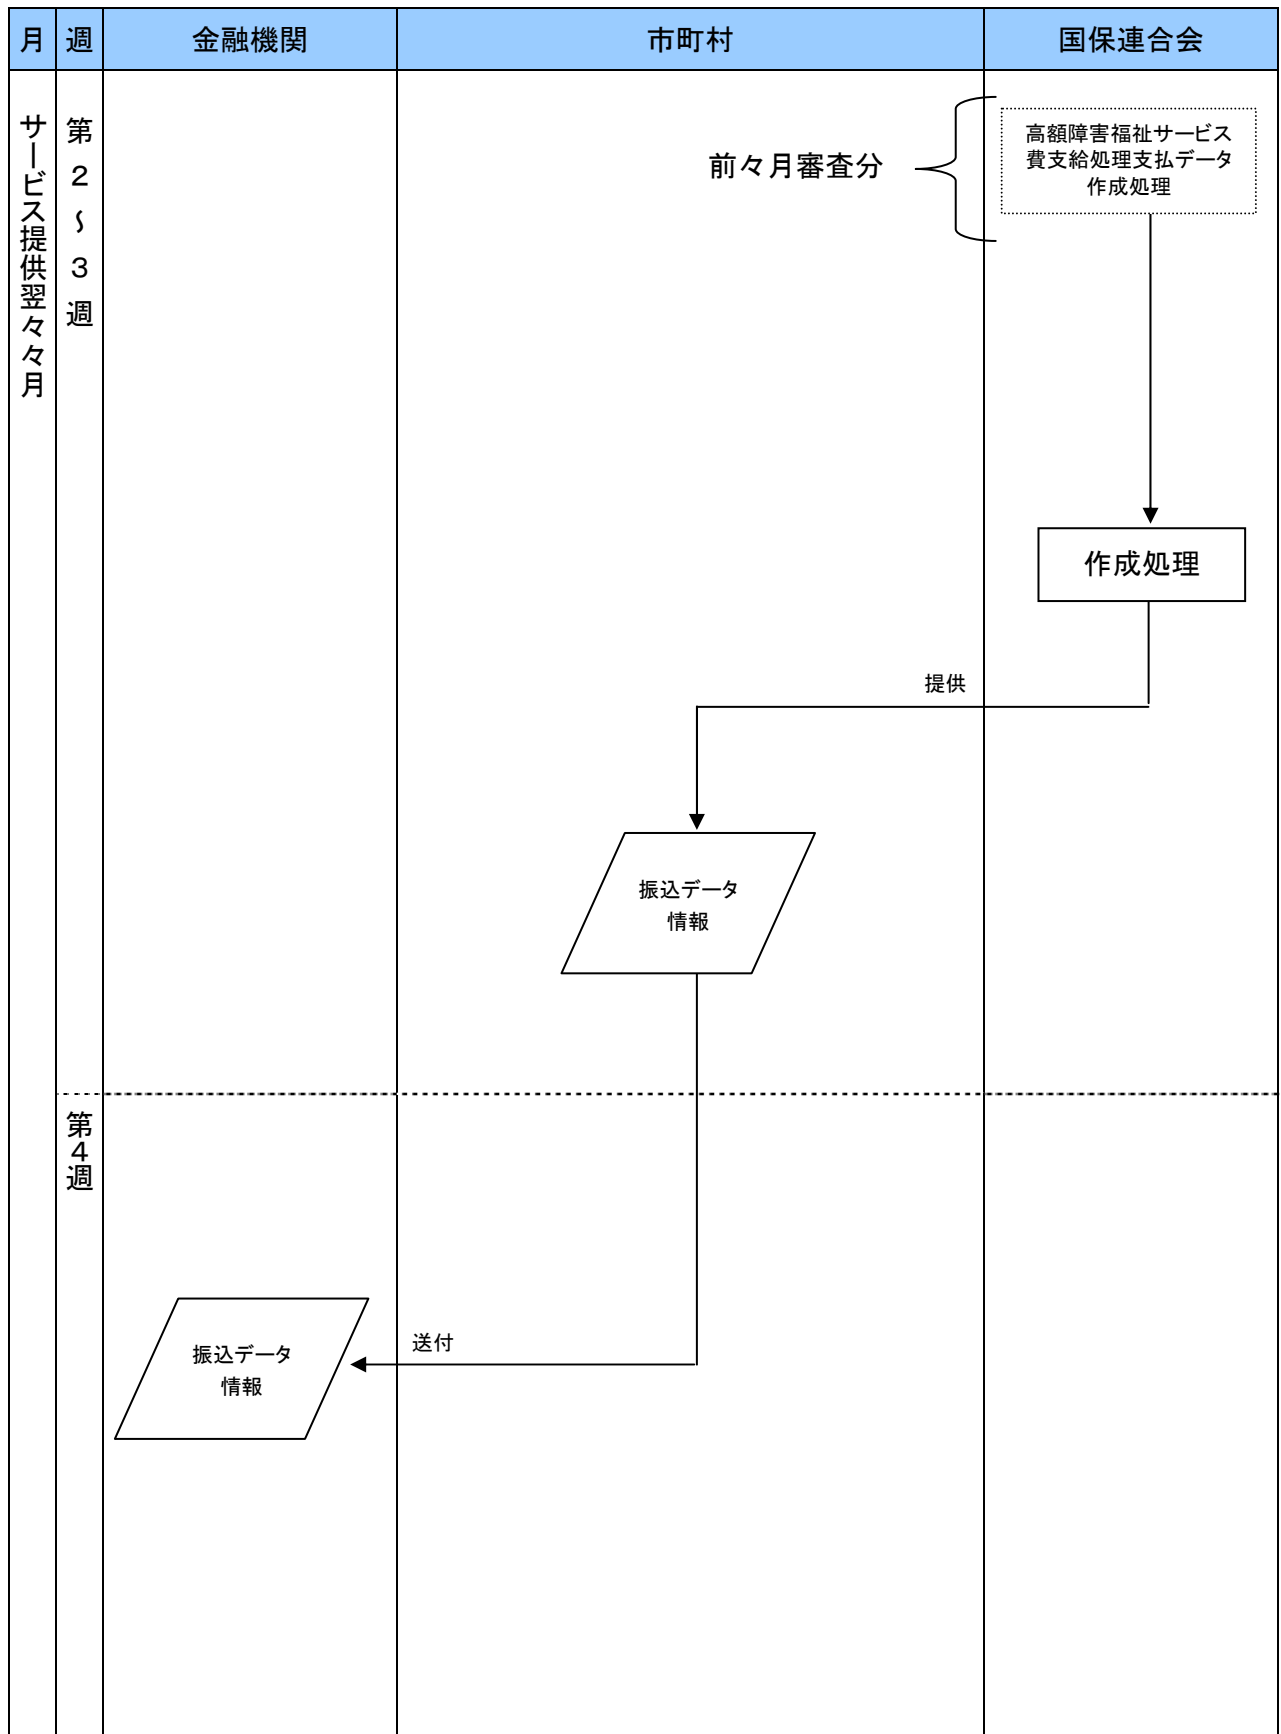 月 週 金融機関 市町村 国保連合会
サービス提供翌々々月
第2～3週
前々月審査分
高額障害福祉サービス
費支給処理支払データ
作成処理
作成処理
提供
振込データ
情報
第4週
送付
振込データ
情報